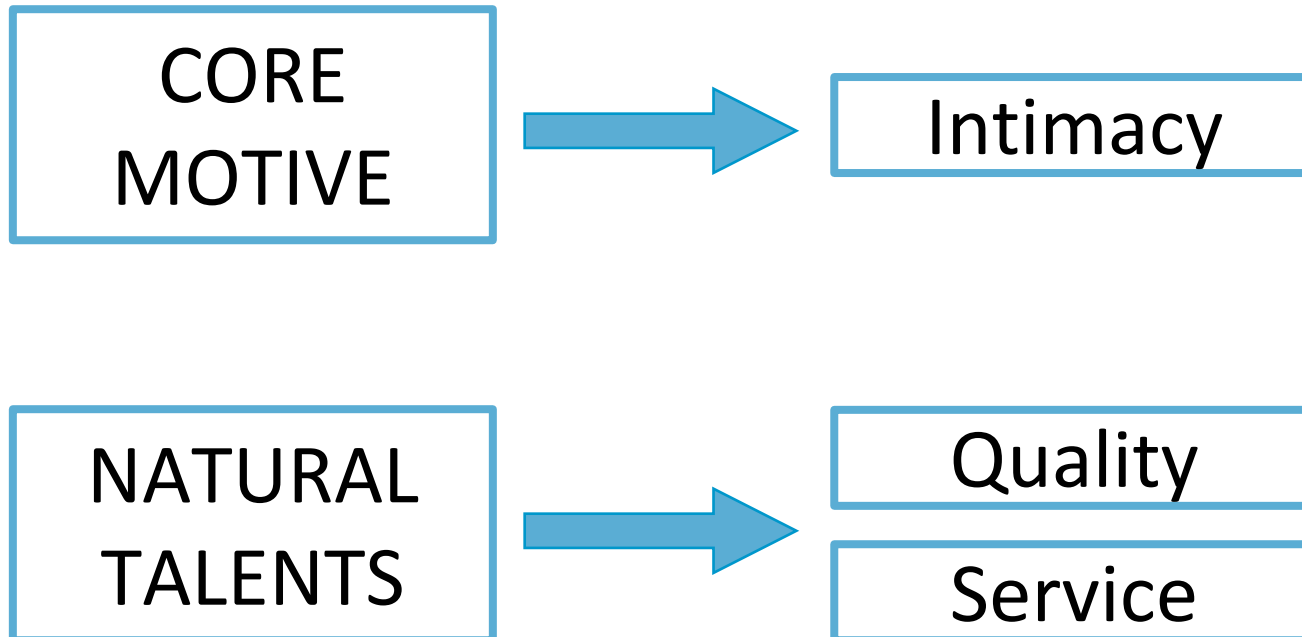 CORE
MOTIVE
Intimacy
NATURAL
TALENTS
Quality
Service